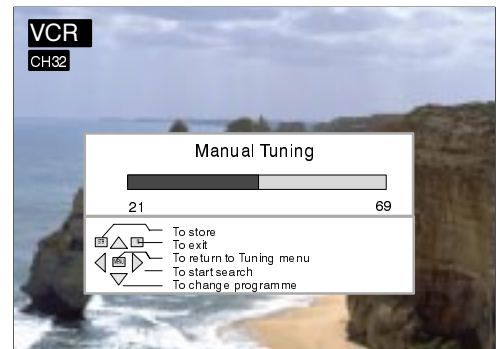 VCR
CH32
Manual Tuning
21 69
To store
To exit
To return to Tuning menu
To start search
To change programme
MENU